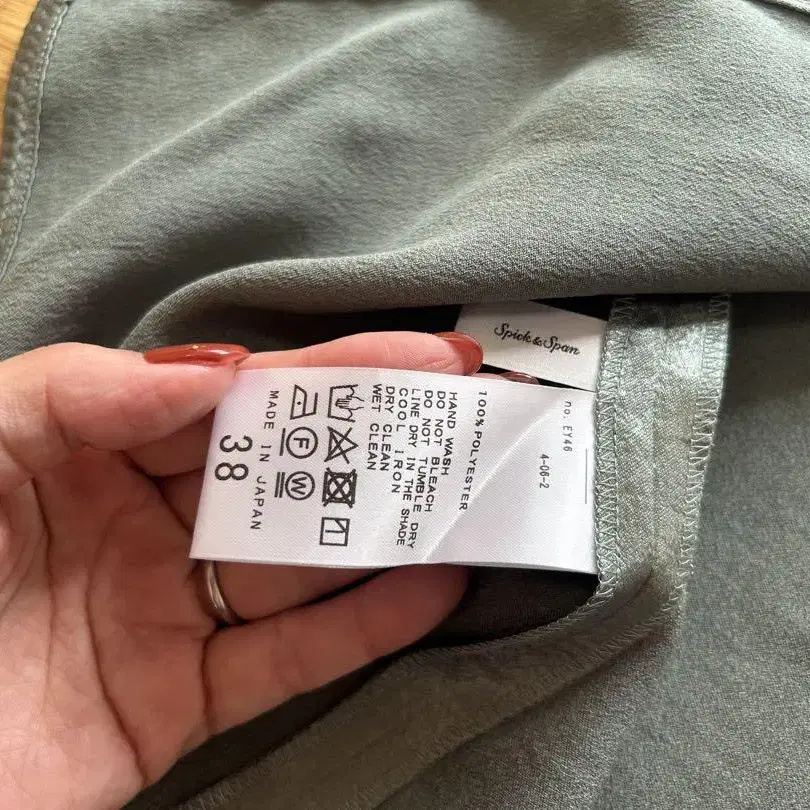 Spick & Span
no. EY46
4-06-2
100% POLYESTER
HAND WASH
DO NOT BLEACH
DO NOT TUMBLE DRY
LINE DRY IN THE SHADE
COOL IRON
DRY CLEAN
WET CLEAN
F
W
MADE IN JAPAN
38